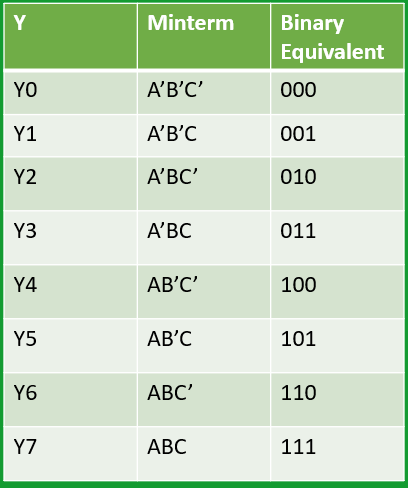 Y Minterm Binary Equivalent
Y0 A’B’C’ 000
Y1 A’B’C 001
Y2 A’BC’ 010
Y3 A’BC 011
Y4 AB’C’ 100
Y5 AB’C 101
Y6 ABC’ 110
Y7 ABC 111